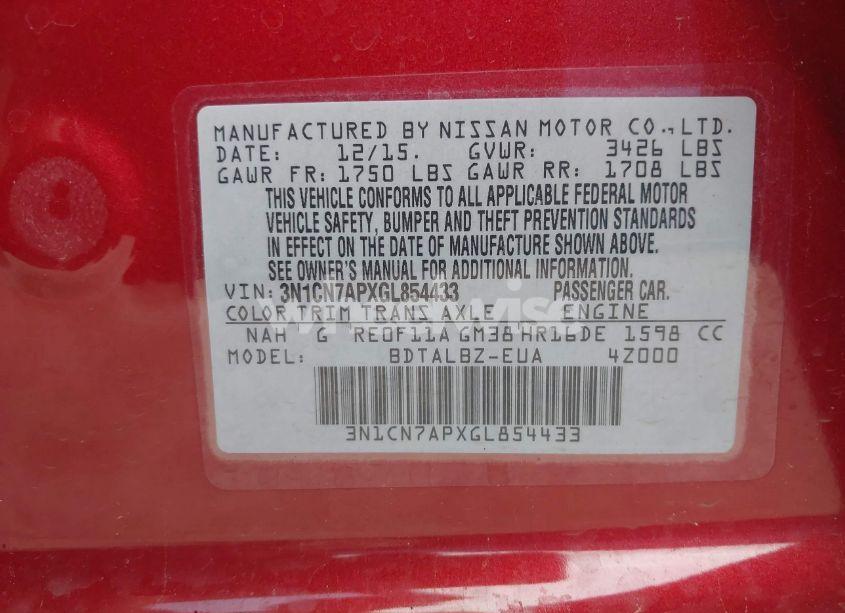 MANUFACTURED BY NISSAN MOTOR CO.,LTD.
DATE: 12/15. GVWR: 3426 LBS
GAWR FR: 1750 LBS GAWR RR: 1708 LBS
THIS VEHICLE CONFORMS TO ALL APPLICABLE FEDERAL MOTOR
VEHICLE SAFETY, BUMPER AND THEFT PREVENTION STANDARDS
IN EFFECT ON THE DATE OF MANUFACTURE SHOWN ABOVE.
SEE OWNER'S MANUAL FOR ADDITIONAL INFORMATION
VIN: 3N1CN7APXGL854433 PASSENGER CAR.
COLOR TRIM TRANS AXLE ENGINE
NAH G RE0F11A GM38 HR16DE 1598 CC
MODEL: BDTALBZ-EUA 4Z000
3N1CN7APXGL854433